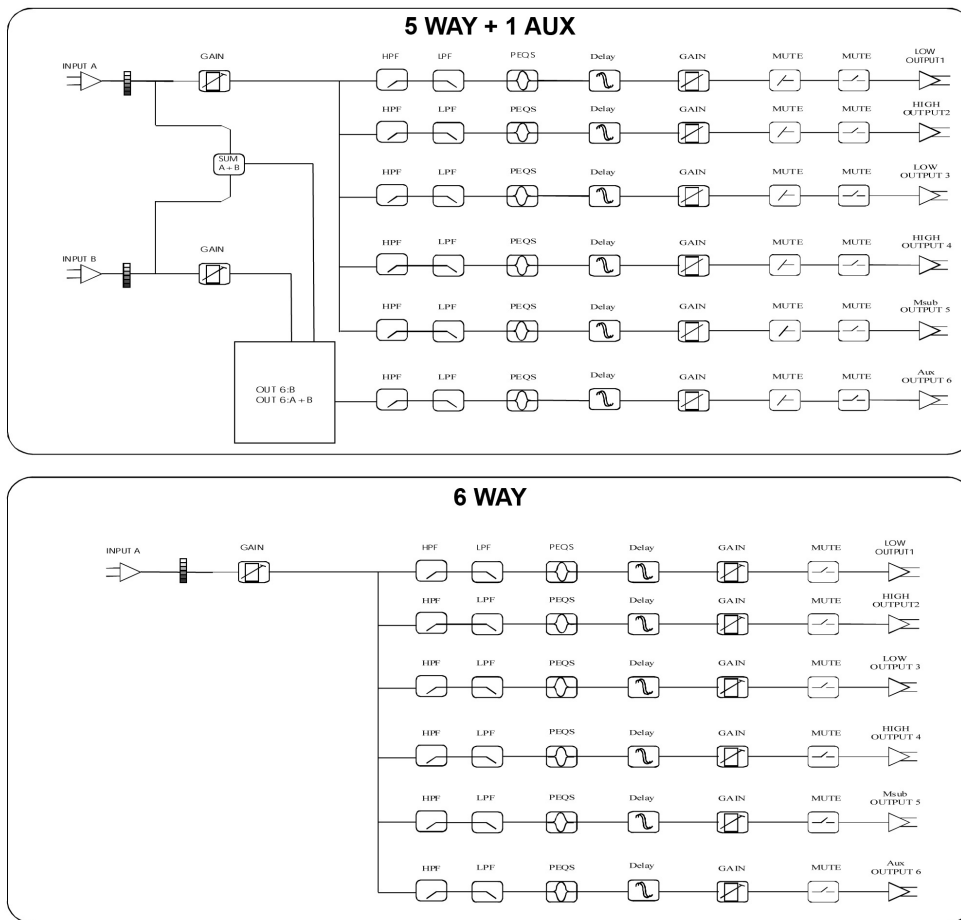 5 WAY + 1 AUX
INPUT A
GAIN
HPF LPF PEQS Delay GAIN MUTE MUTE LOW OUTPUT1
HPF LPF PEQS Delay GAIN MUTE MUTE HIGH OUTPUT2
SUM
A + B
HPF LPF PEQS Delay GAIN MUTE MUTE LOW OUTPUT 3
INPUT B
GAIN
HPF LPF PEQS Delay GAIN MUTE MUTE HIGH OUTPUT 4
HPF LPF PEQS Delay GAIN MUTE MUTE Msub OUTPUT 5
OUT 6:B
OUT 6:A + B
HPF LPF PEQS Delay GAIN MUTE MUTE Aux OUTPUT 6
6 WAY
INPUT A
GAIN
HPF LPF PEQS Delay GAIN MUTE LOW OUTPUT1
HPF LPF PEQS Delay GAIN MUTE HIGH OUTPUT2
HPF LPF PEQS Delay GAIN MUTE LOW OUTPUT 3
HPF LPF PEQS Delay GAIN MUTE HIGH OUTPUT 4
HPF LPF PEQS Delay GAIN MUTE Msub OUTPUT 5
HPF LPF PEQS Delay GAIN MUTE Aux OUTPUT 6